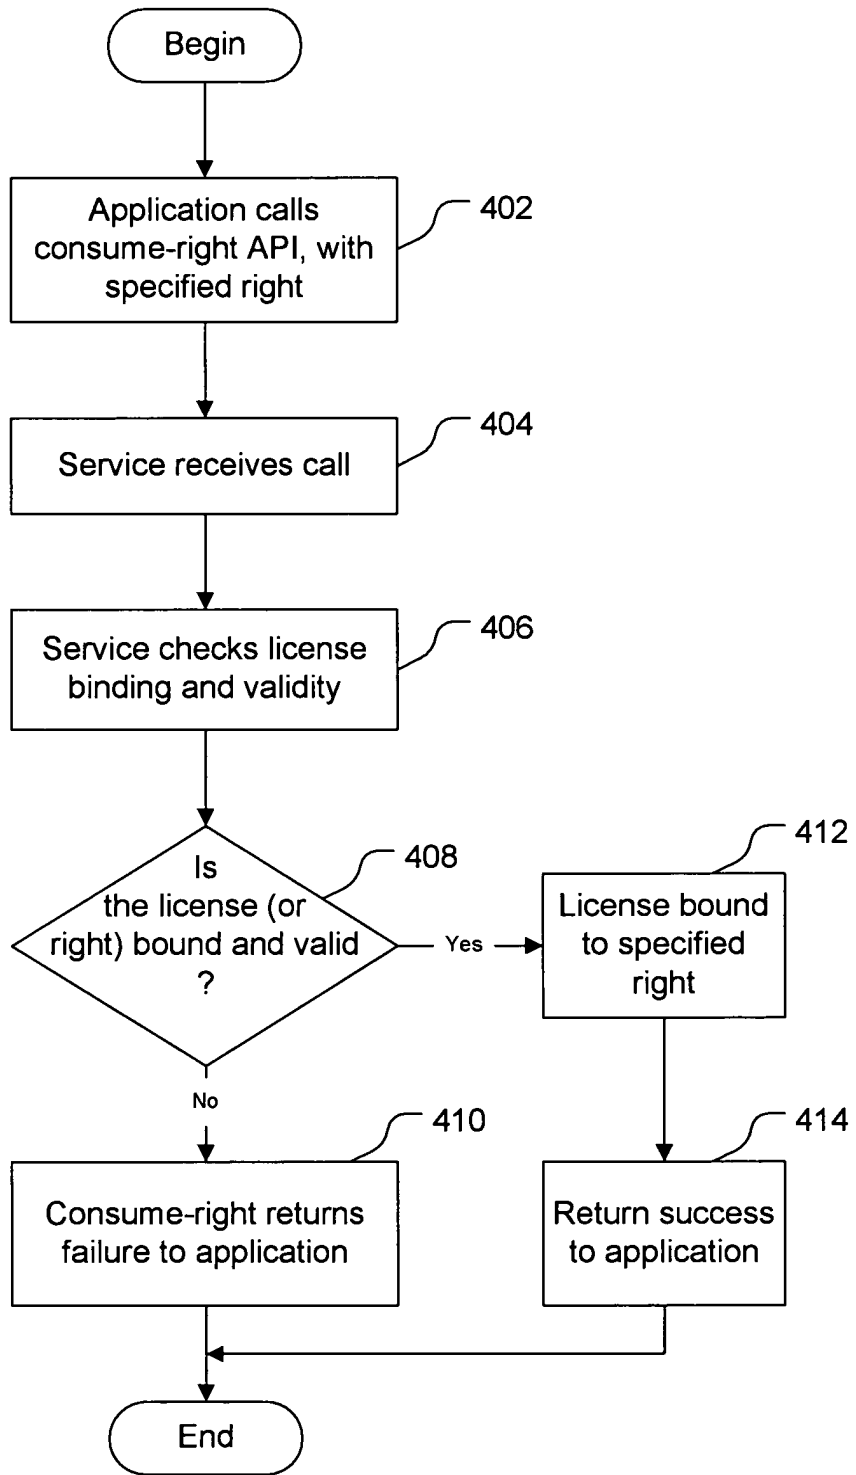 Begin
Application calls
consume-right API, with
specified right
402
Service receives call
404
Service checks license
binding and validity
406
Is
the license (or
right) bound and valid
?
408
Yes
License bound
to specified
right
412
No
Consume-right returns
failure to application
410
Return success
to application
414
End